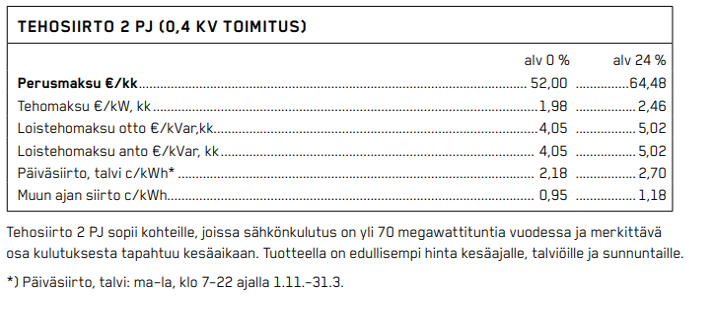 TEHOSIIRTO 2 PJ (0,4 KV TOIMITUS)
alv 0 % alv 24 %
Perusmaksu €/kk 52,00 64,48
Tehomaksu €/kW, kk 1,98 2,46
Loistehomaksu otto €/kVar,kk 4,05 5,02
Loistehomaksu anto €/kVar, kk 4,05 5,02
Päiväsiirto, talvi c/kWh* 2,18 2,70
Muun ajan siirto c/kWh 0,95 1,18
Tehosiirto 2 PJ sopii kohteille, joissa sähkönkulutus on yli 70 megawattituntia vuodessa ja merkittävä
osa kulutuksesta tapahtuu kesäaikaan. Tuotteella on edullisempi hinta kesäajalle, talviöille ja sunnuntaille.
*) Päiväsiirto, talvi: ma–la, klo 7–22 ajalla 1.11.–31.3.